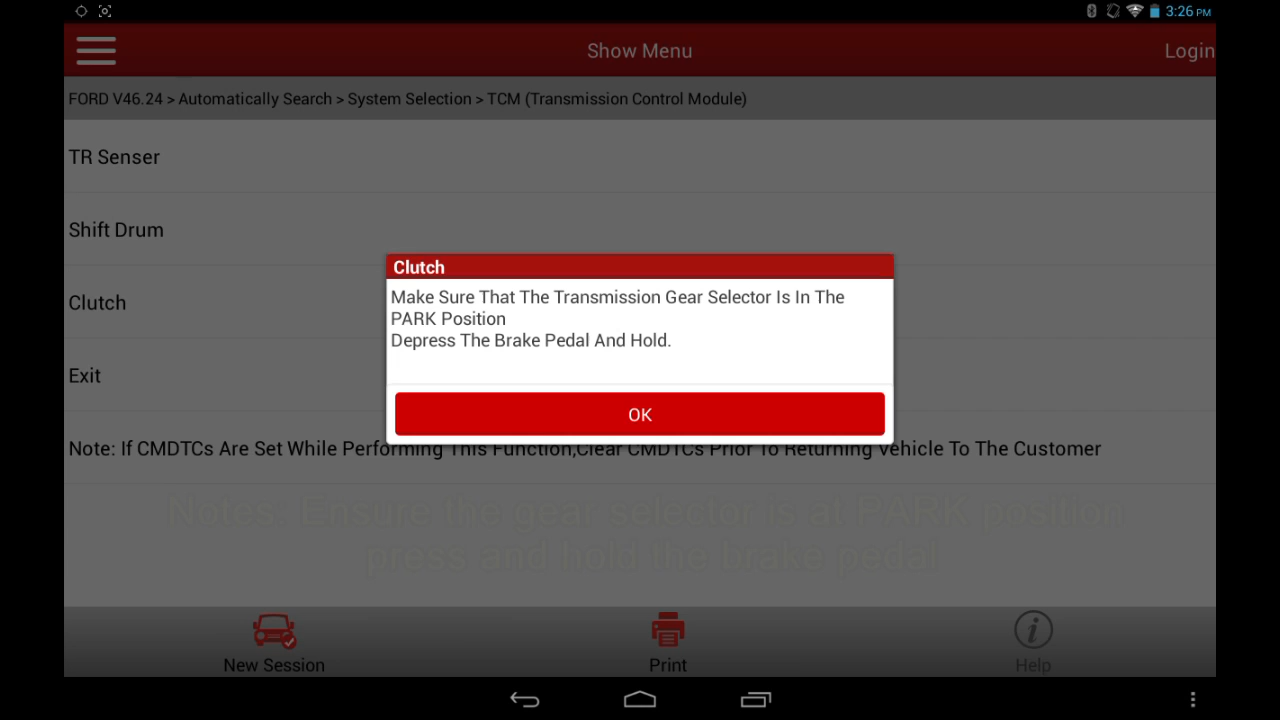 3:26 PM
Show Menu
Login
FORD V46.24 > Automatically Search > System Selection > TCM (Transmission Control Module)
TR Senser
Shift Drum
Clutch
Exit
Clutch
Make Sure That The Transmission Gear Selector Is In The
PARK Position
Depress The Brake Pedal And Hold.
OK
Note: If CMDTCs Are Set While Performing This Function,Clear CMDTCs Prior To Returning Vehicle To The Customer
Notes: Ensure the gear selector is at PARK position
press and hold the brake pedal
New Session
Print
Help